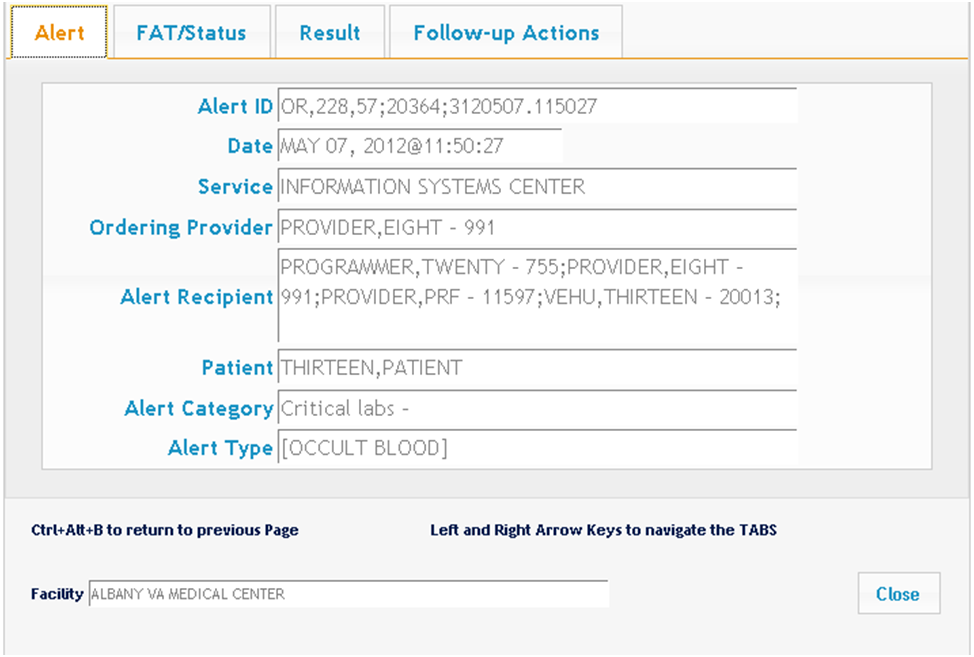 Alert FAT/Status Result Follow-up Actions
Alert ID OR,228,57;20364;3120507.115027
Date MAY 07, 2012@11:50:27
Service INFORMATION SYSTEMS CENTER
Ordering Provider PROVIDER,EIGHT - 991
Alert Recipient PROGRAMMER,TWENTY - 755;PROVIDER,EIGHT -
991;PROVIDER,PRF - 11597;VEHU,THIRTEEN - 20013;
Patient THIRTEEN,PATIENT
Alert Category Critical labs -
Alert Type [OCCULT BLOOD]
Ctrl+Alt+B to return to previous Page Left and Right Arrow Keys to navigate the TABS
Facility ALBANY VA MEDICAL CENTER Close